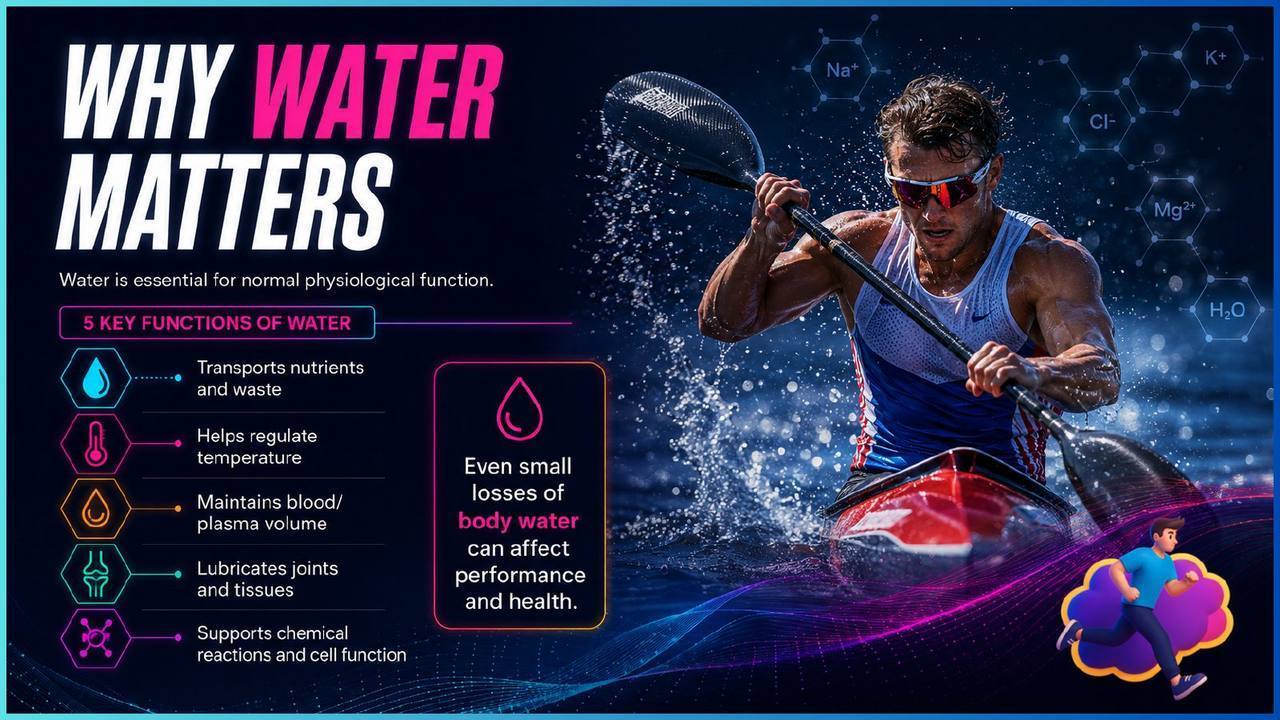 WHY WATER
MATTERS
Water is essential for normal physiological function.
5 KEY FUNCTIONS OF WATER
Transports nutrients
and waste
Helps regulate
temperature
Maintains blood/
plasma volume
Lubricates joints
and tissues
Supports chemical
reactions and cell function
Even small
losses of
body water
can affect
performance
and health.
Na⁺
K⁺
Cl⁻
Mg²⁺
H₂O